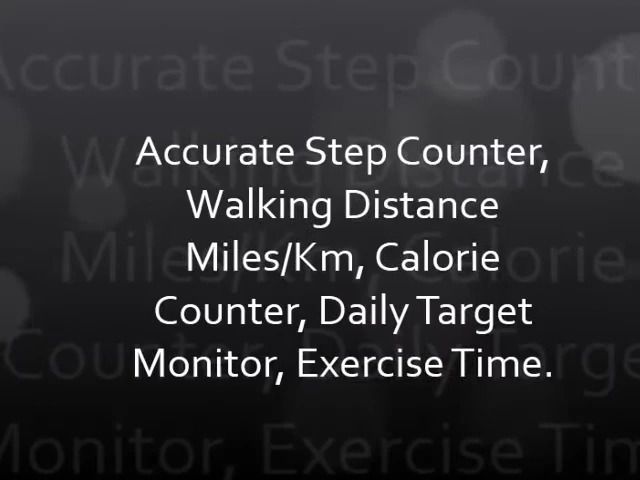 Accurate Step Counter,
Walking Distance
Miles/Km, Calorie
Counter, Daily Target
Monitor, Exercise Time.